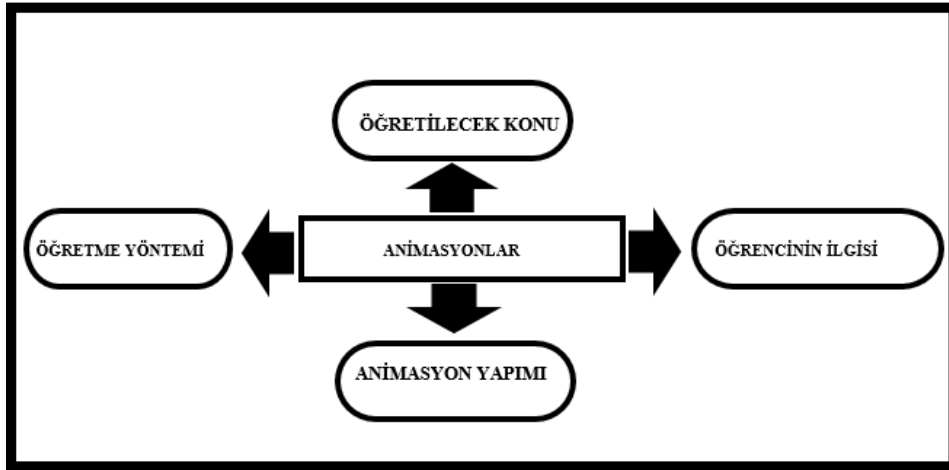 ÖĞRETİLECEK KONU
ÖĞRETME YÖNTEMİ
ANİMASYONLAR
ÖĞRENCİNİN İLGİSİ
ANİMASYON YAPIMI